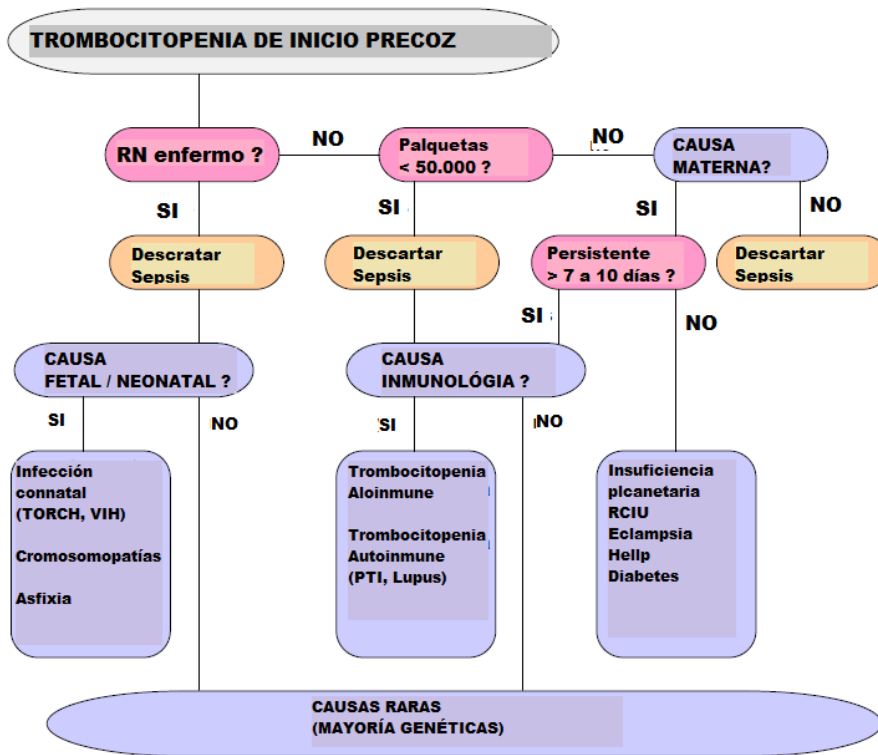 TROMBOCITOPENIA DE INICIO PRECOZ
RN enfermo ?
NO
Palquetas
< 50.000 ?
NO
CAUSA
MATERNA?
SI
SI
SI
NO
Descratar
Sepsis
Descartar
Sepsis
Persistente
> 7 a 10 días ?
Descartar
Sepsis
SI
NO
CAUSA
FETAL / NEONATAL ?
CAUSA
INMUNOLÓGIA ?
SI
NO
SI
NO
Infección
connatal
(TORCH, VIH)
Cromosomopatías
Asfixia
Trombocitopenia
Aloinmune
Trombocitopenia
Autoinmune
(PTI, Lupus)
Insuficiencia
plcanetaria
RCIU
Eclampsia
Hellp
Diabetes
CAUSAS RARAS
(MAYORÍA GENÉTICAS)